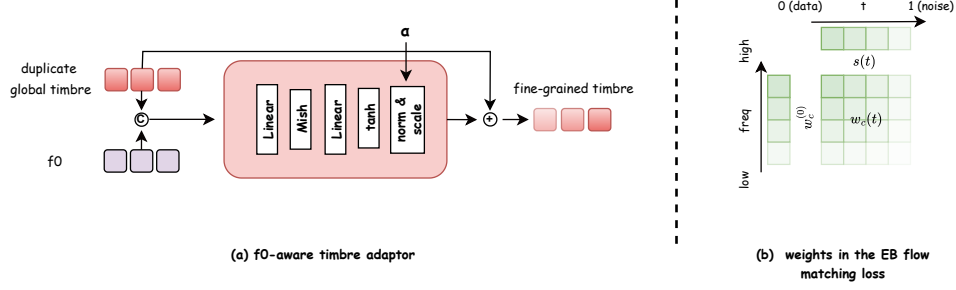 duplicate
global timbre
f0
C
α
Linear
Mish
Linear
tanh
norm &
scale
+
fine-grained timbre
(a) f0-aware timbre adaptor
0 (data) t 1 (noise)
high
s(t)
freq
w_c^{(0)}
w_c(t)
low
(b) weights in the EB flow
matching loss